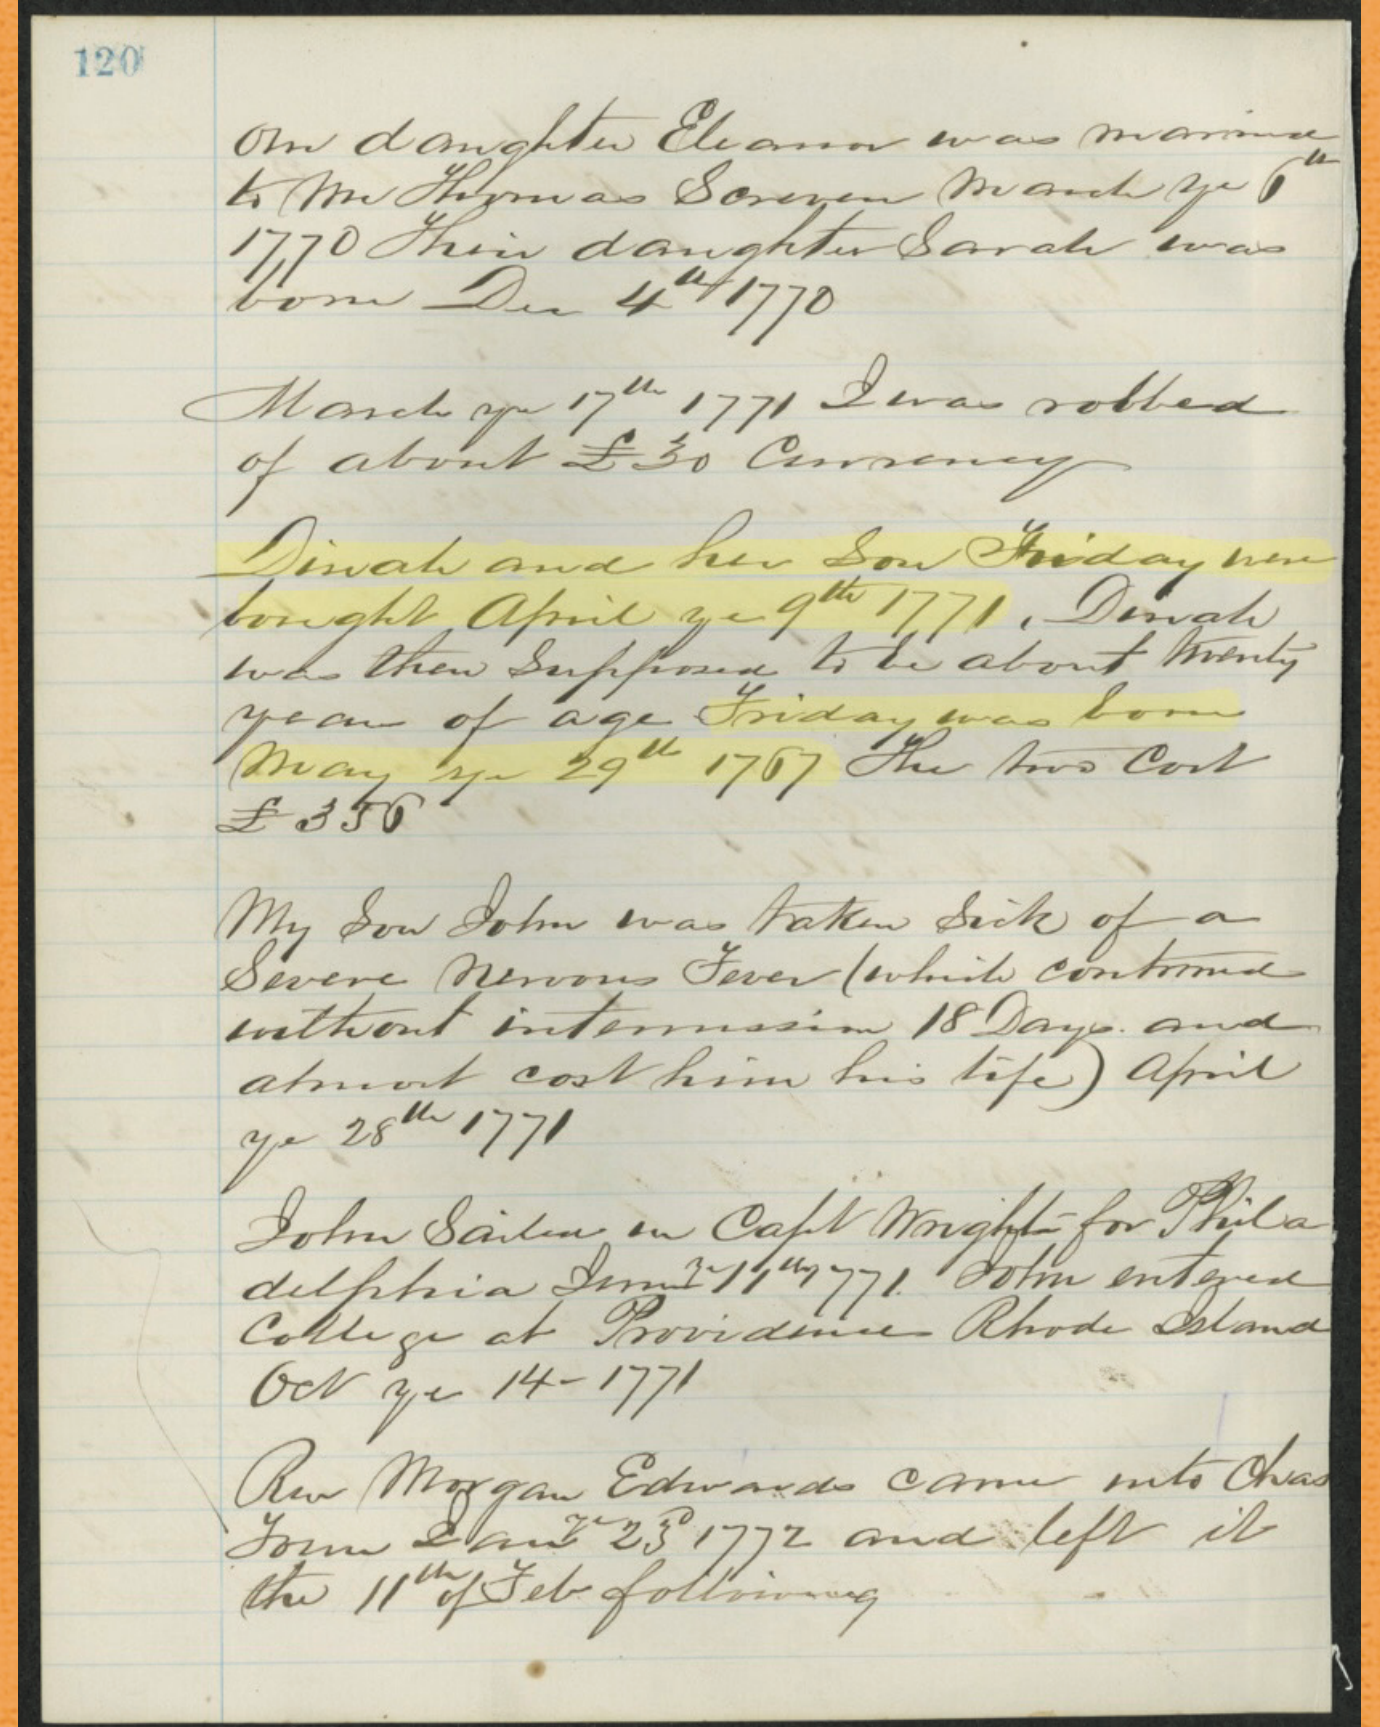 120
Our daughter Eleanor was married
to Mr Thomas Screven March ye 6th
1770 Their daughter Sarah was
born Dec 4th 1770
March ye 17th 1771 I was robbed
of about £30 Currency
Dinah and her Son Friday were
bought April ye 9th 1771. Dinah
was then Supposed to be about twenty
years of age Friday was born
May ye 29th 1767 The two Cost
£356
My Son John was taken Sick of a
Severe Nervous Fever (which continued
without intermission 18 Days and
almost cost him his life) April
ye 28th 1771
John Sailed in Capt Wright for Phila
delphia June ye 11th 1771. John entered
College at Providence Rhode Island
Oct ye 14 - 1771
Rev Morgan Edwards came into Chas
Town Jan ye 23d 1772 and left it
the 11th of Feb following